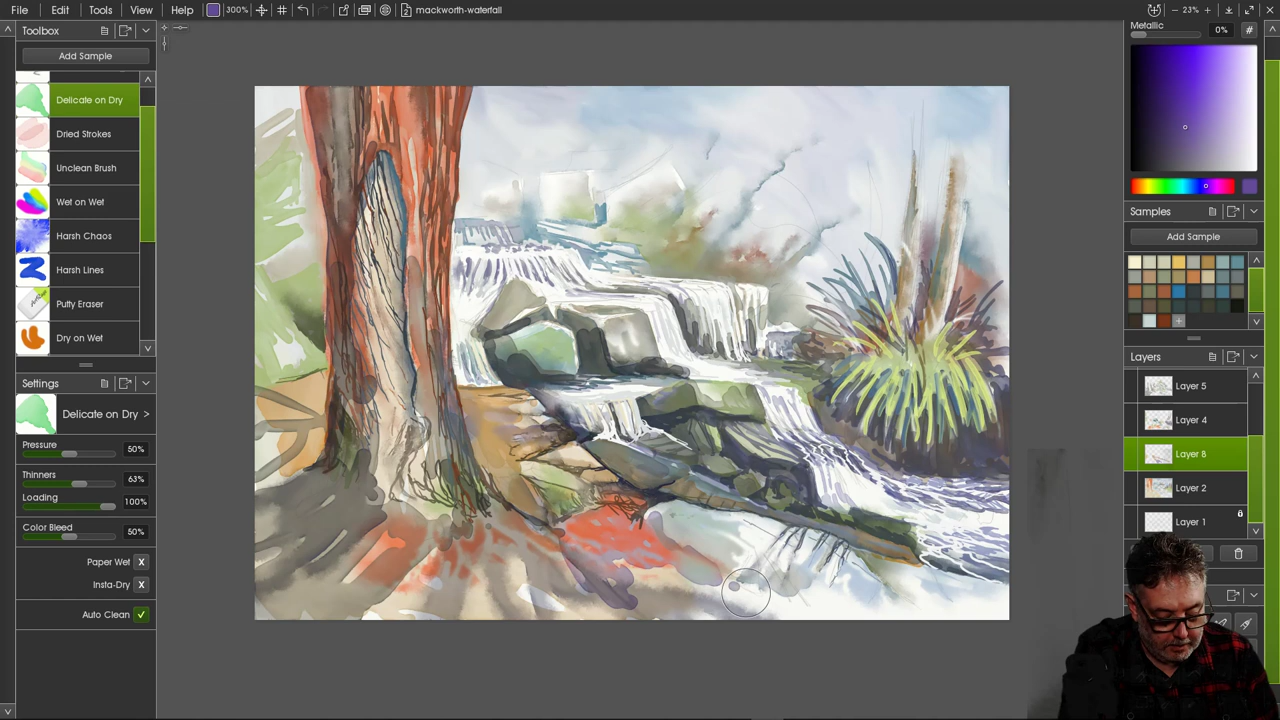 File Edit Tools View Help 300% mackworth-waterfall 23%
Toolbox
Add Sample
Delicate on Dry
Dried Strokes
Unclean Brush
Wet on Wet
Harsh Chaos
Harsh Lines
Putty Eraser
Dry on Wet
Settings
Delicate on Dry >
Pressure 50%
Thinners 63%
Loading 100%
Color Bleed 50%
Paper Wet X
Insta-Dry X
Auto Clean
Metallic 0% #
Samples
Add Sample
Layers
Layer 5
Layer 4
Layer 8
Layer 2
Layer 1